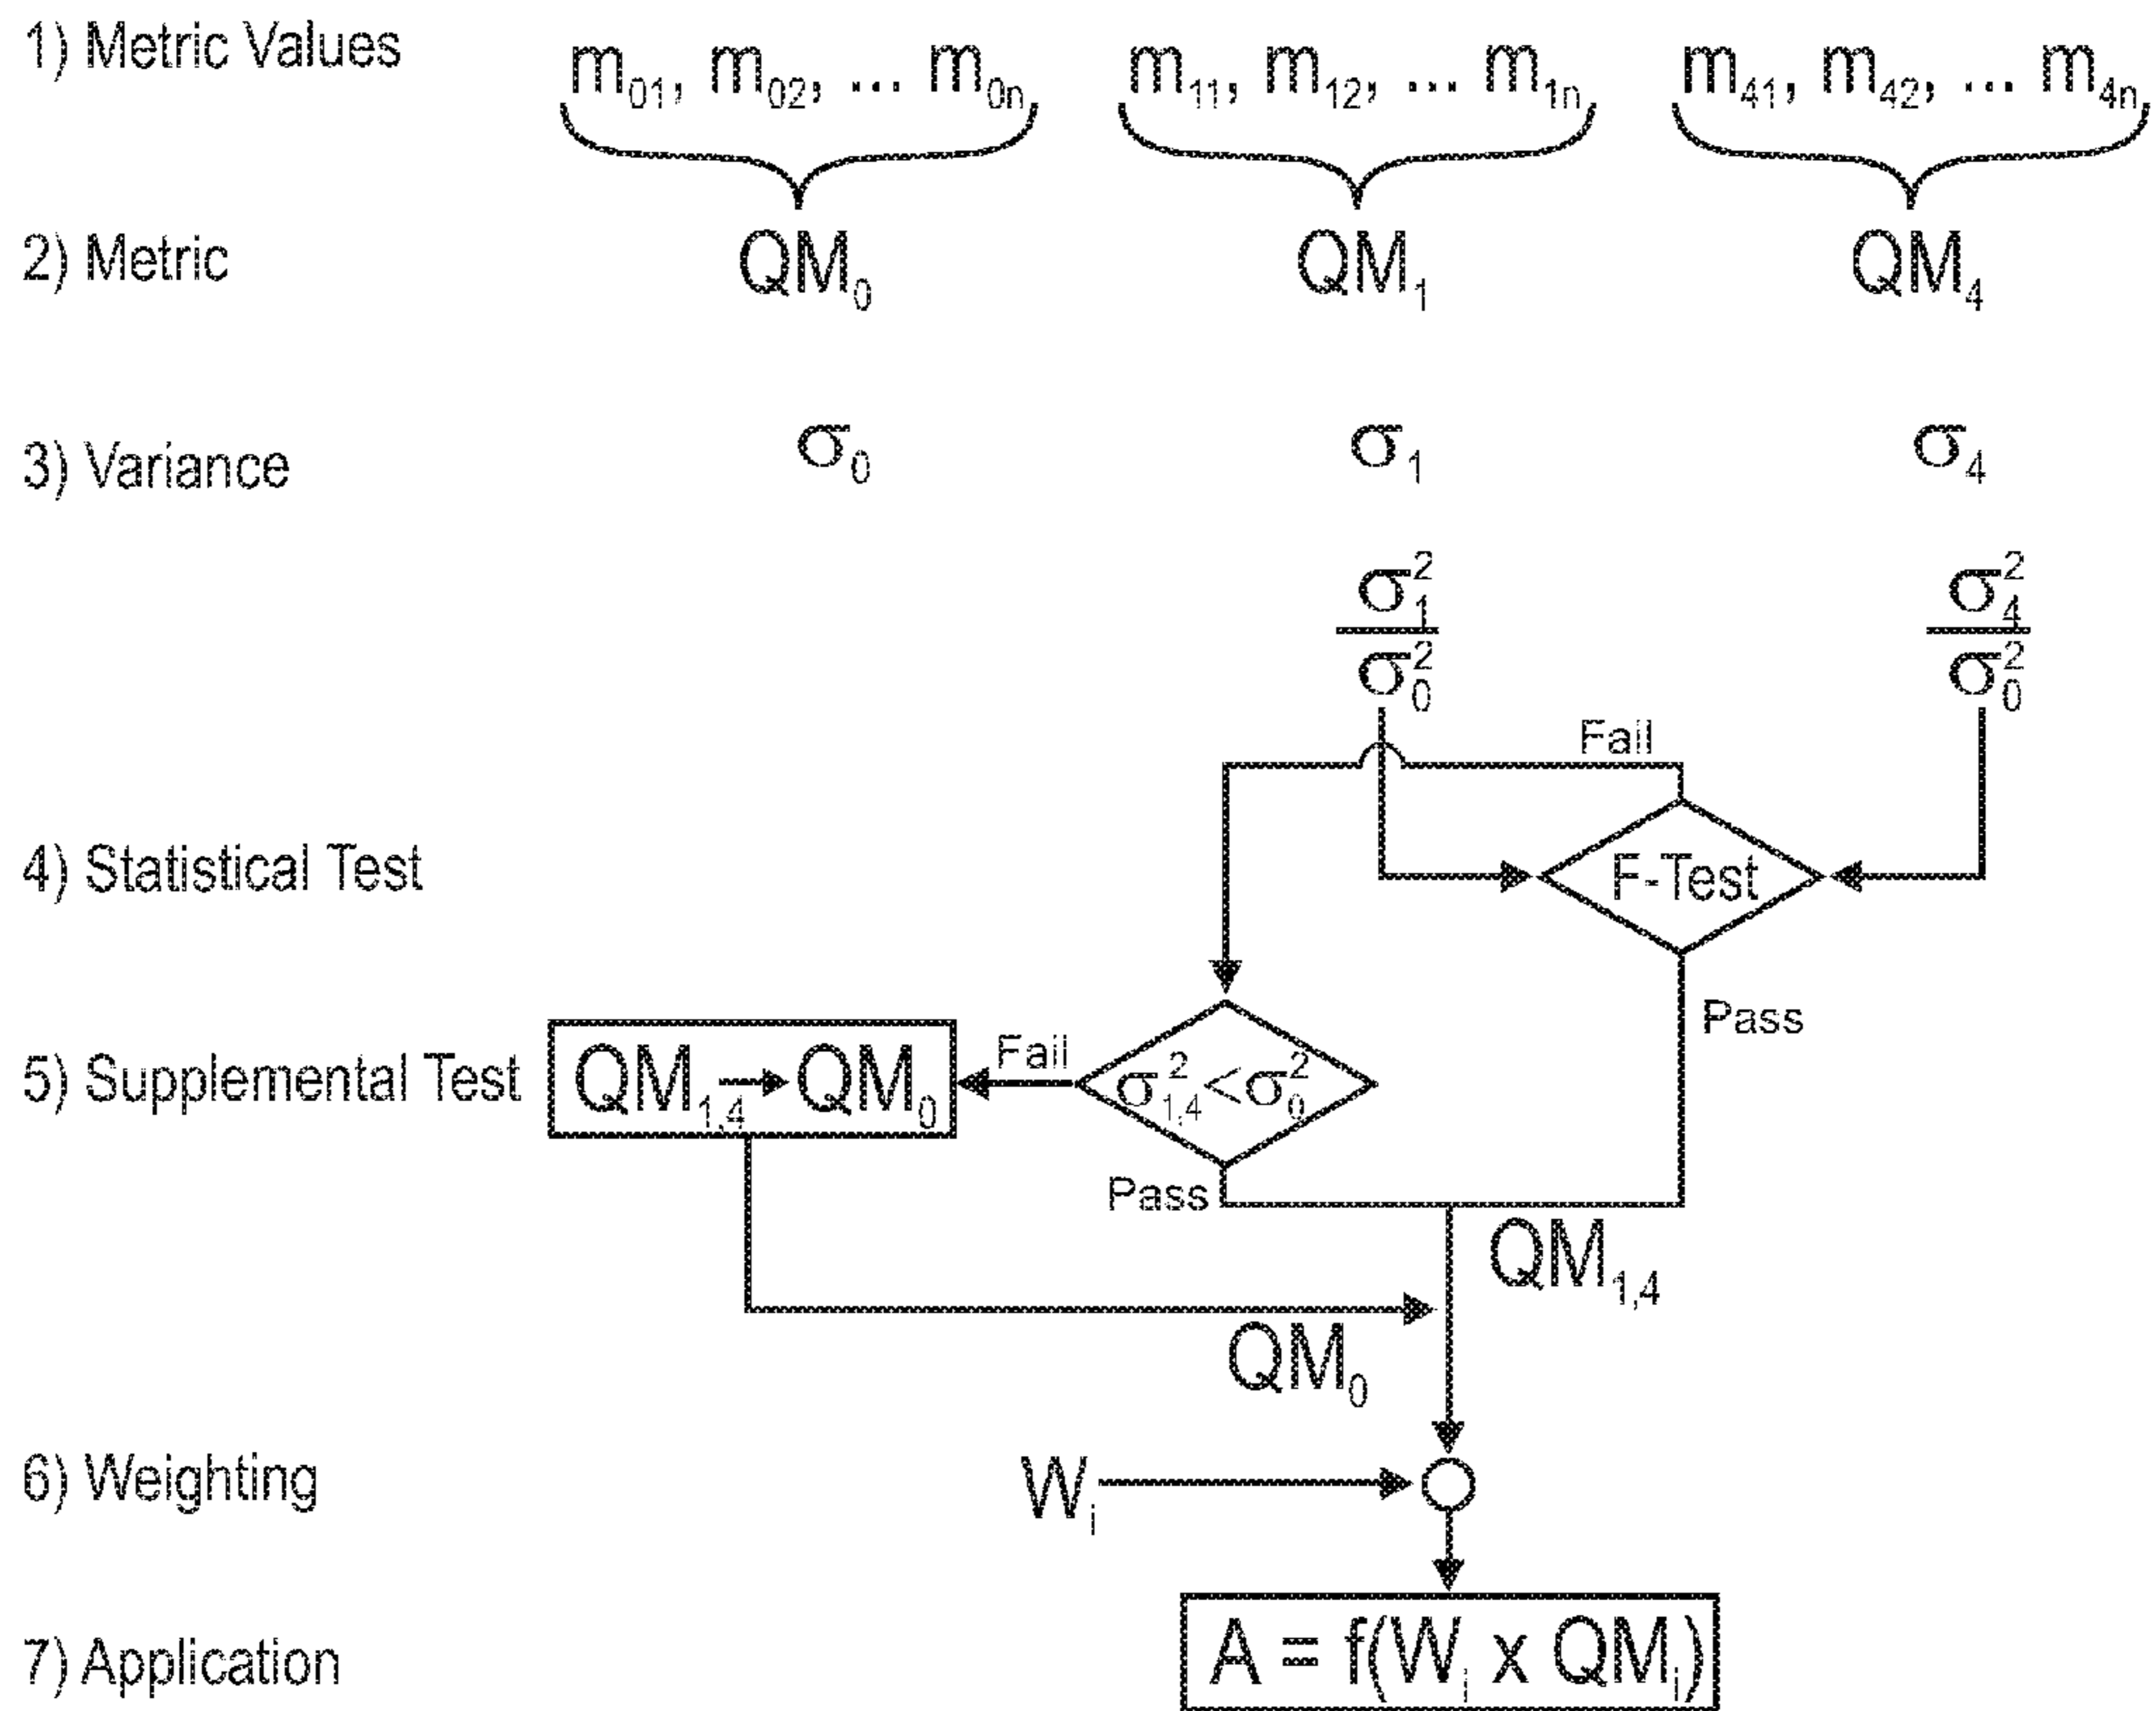 1) Metric Values m₀₁, m₀₂, ... m₀ₙ m₁₁, m₁₂, ... m₁ₙ m₄₁, m₄₂, ... m₄ₙ
2) Metric QM₀ QM₁ QM₄
3) Variance σ₀ σ₁ σ₄
σ₁² σ₄²
σ₀² σ₀²
Fail
4) Statistical Test F-Test
Pass
5) Supplemental Test QM₁,₄ → QM₀ Fail σ²₁,₄ < σ₀²
Pass
QM₁,₄
QM₀
6) Weighting Wᵢ
7) Application A = f(Wᵢ x QMᵢ)